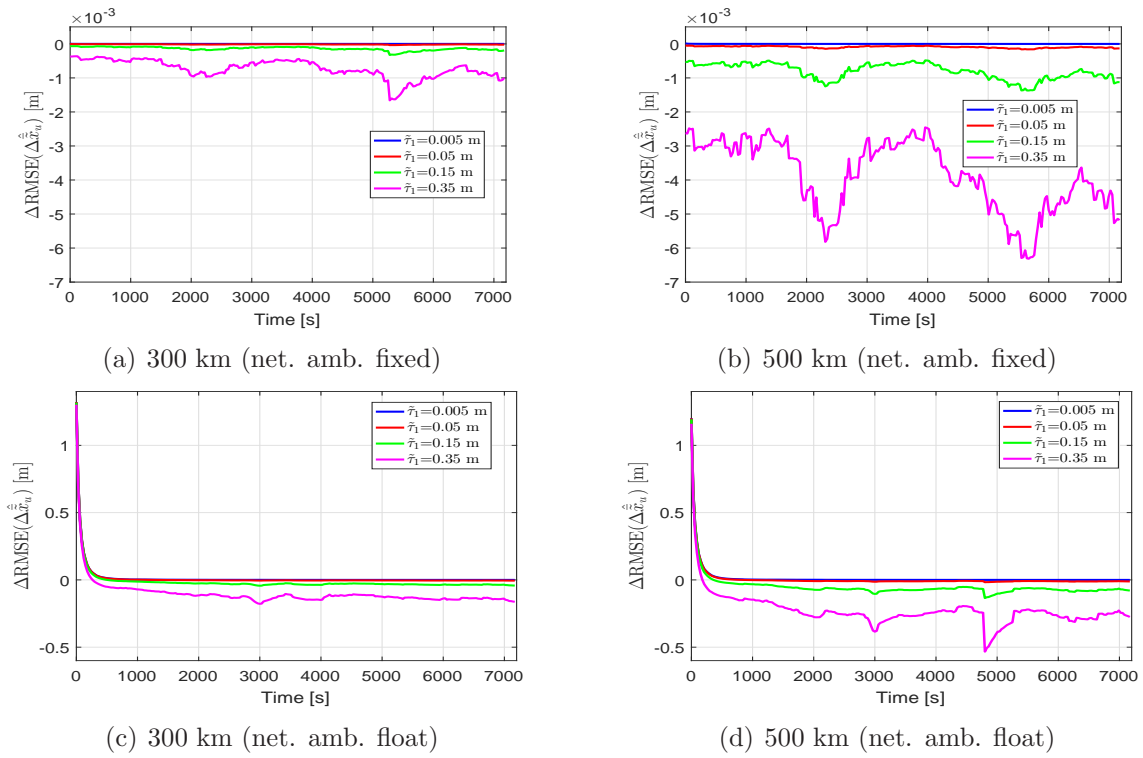 ×10⁻³
0
-1
-2
-3
-4
-5
-6
-7
0 1000 2000 3000 4000 5000 6000 7000
Time [s]
ΔRMSE(Δx̂̃ᵤ) [m]
τ̃₁=0.005 m
τ̃₁=0.05 m
τ̃₁=0.15 m
τ̃₁=0.35 m
(a) 300 km (net. amb. fixed)
×10⁻³
0
-1
-2
-3
-4
-5
-6
-7
0 1000 2000 3000 4000 5000 6000 7000
Time [s]
ΔRMSE(Δx̂̃ᵤ) [m]
τ̃₁=0.005 m
τ̃₁=0.05 m
τ̃₁=0.15 m
τ̃₁=0.35 m
(b) 500 km (net. amb. fixed)
1
0.5
0
-0.5
0 1000 2000 3000 4000 5000 6000 7000
Time [s]
ΔRMSE(Δx̂̃ᵤ) [m]
τ̃₁=0.005 m
τ̃₁=0.05 m
τ̃₁=0.15 m
τ̃₁=0.35 m
(c) 300 km (net. amb. float)
1
0.5
0
-0.5
0 1000 2000 3000 4000 5000 6000 7000
Time [s]
ΔRMSE(Δx̂̃ᵤ) [m]
τ̃₁=0.005 m
τ̃₁=0.05 m
τ̃₁=0.15 m
τ̃₁=0.35 m
(d) 500 km (net. amb. float)